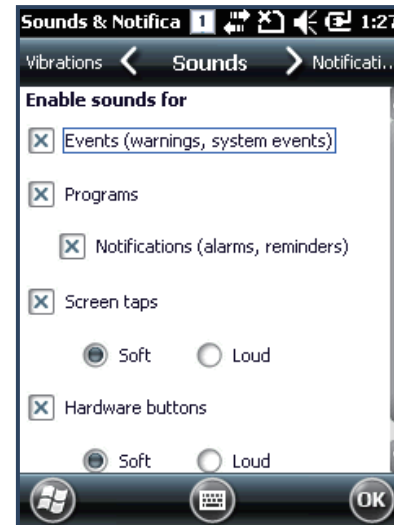 Sounds & Notifica 1 1:27
Vibrations Sounds Notificati..
Enable sounds for
Events (warnings, system events)
Programs
Notifications (alarms, reminders)
Screen taps
Soft Loud
Hardware buttons
Soft Loud
OK